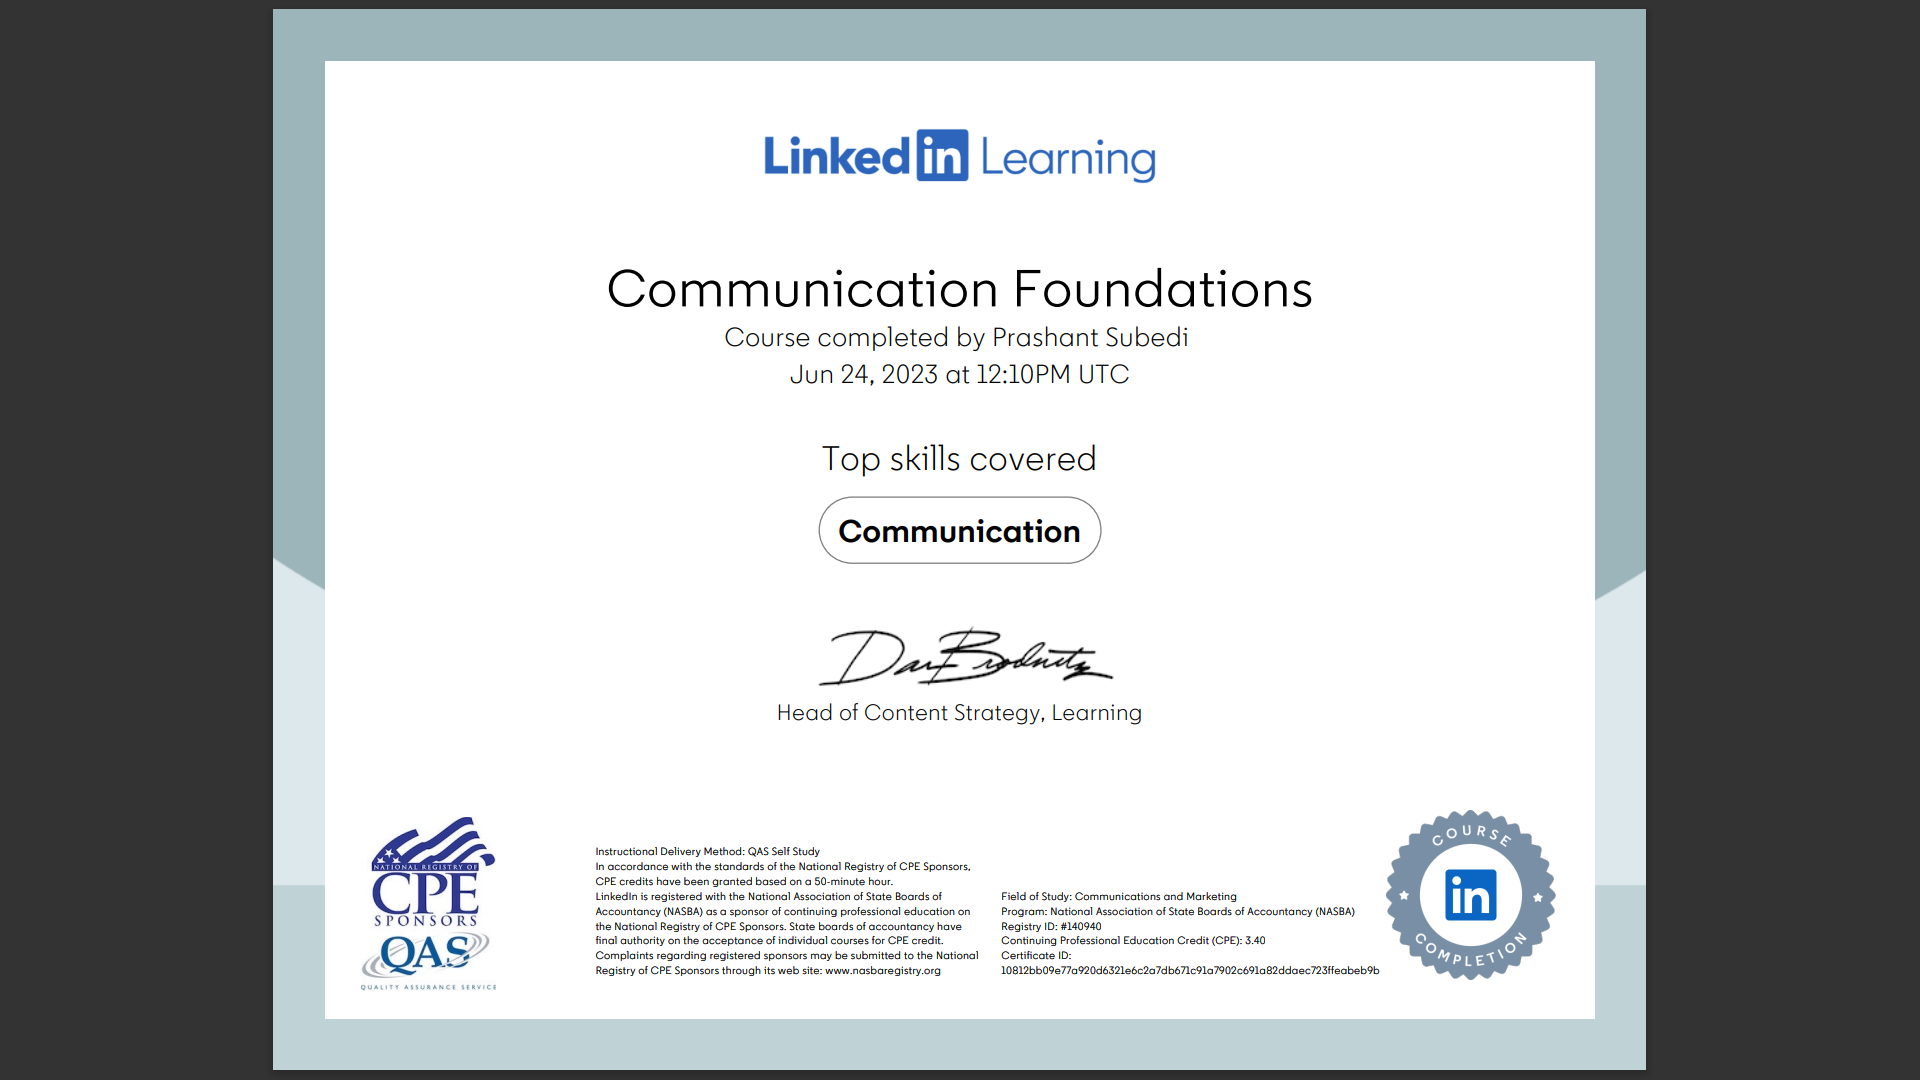 Linked in Learning
Communication Foundations
Course completed by Prashant Subedi
Jun 24, 2023 at 12:10PM UTC
Top skills covered
Communication
Dan Brodnitz
Head of Content Strategy, Learning
NATIONAL REGISTRY OF
CPE
SPONSORS
QAS
QUALITY ASSURANCE SERVICE
Instructional Delivery Method: QAS Self Study
In accordance with the standards of the National Registry of CPE Sponsors,
CPE credits have been granted based on a 50-minute hour.
LinkedIn is registered with the National Association of State Boards of
Accountancy (NASBA) as a sponsor of continuing professional education on
the National Registry of CPE Sponsors. State boards of accountancy have
final authority on the acceptance of individual courses for CPE credit.
Complaints regarding registered sponsors may be submitted to the National
Registry of CPE Sponsors through its web site: www.nasbaregistry.org
Field of Study: Communications and Marketing
Program: National Association of State Boards of Accountancy (NASBA)
Registry ID: #140940
Continuing Professional Education Credit (CPE): 3.40
Certificate ID:
10812bb09e77a920d6321e6c2a7db671c91a7902c691a82ddaec723ffeabeb9b
COURSE
in
COMPLETION